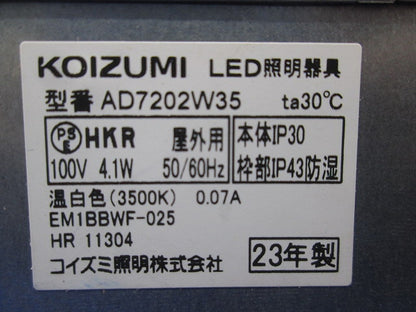 KOIZUMI LED照明器具
型番 AD7202W35 ta30℃
PSE HKR 屋外用 本体IP30
100V 4.1W 50/60Hz 枠部IP43防湿
温白色(3500K) 0.07A
EM1BBWF-025
HR 11304
コイズミ照明株式会社 23年製